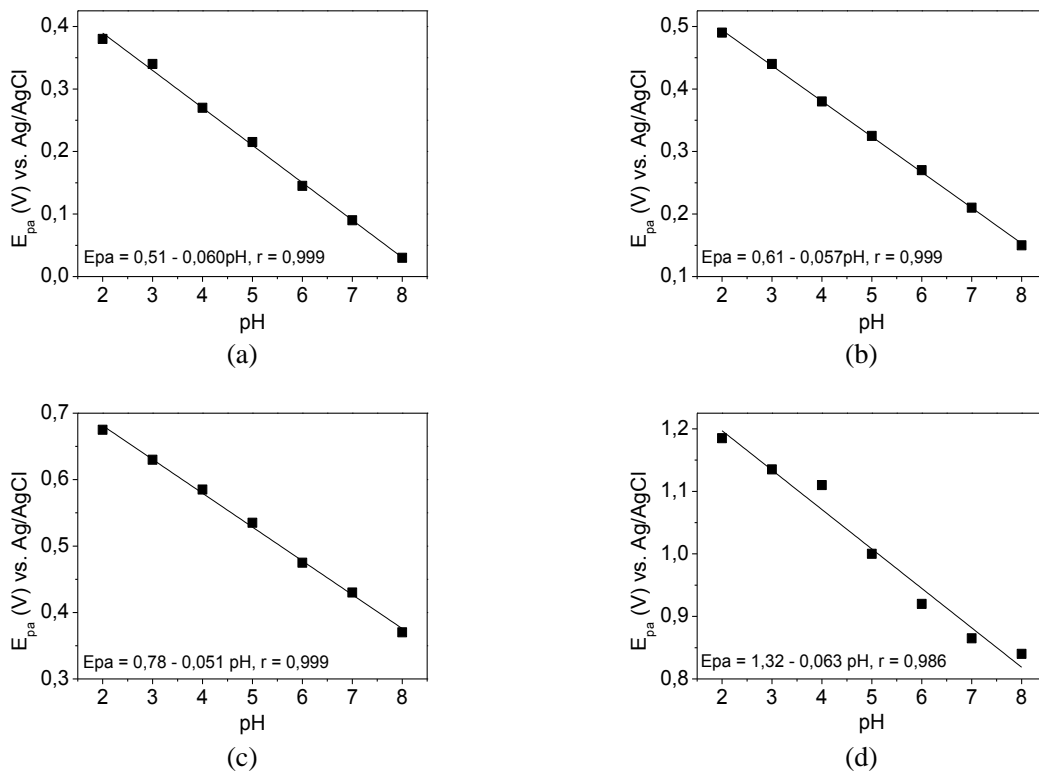 0,4
0,3
0,2
0,1
0,0
E_pa (V) vs. Ag/AgCl
Epa = 0,51 - 0,060pH, r = 0,999
2 3 4 5 6 7 8
pH
(a)
0,5
0,4
0,3
0,2
0,1
E_pa (V) vs. Ag/AgCl
Epa = 0,61 - 0,057pH, r = 0,999
2 3 4 5 6 7 8
pH
(b)
0,7
0,6
0,5
0,4
0,3
E_pa (V) vs. Ag/AgCl
Epa = 0,78 - 0,051 pH, r = 0,999
2 3 4 5 6 7 8
pH
(c)
1,2
1,1
1,0
0,9
0,8
E_pa (V) vs. Ag/AgCl
Epa = 1,32 - 0,063 pH, r = 0,986
2 3 4 5 6 7 8
pH
(d)